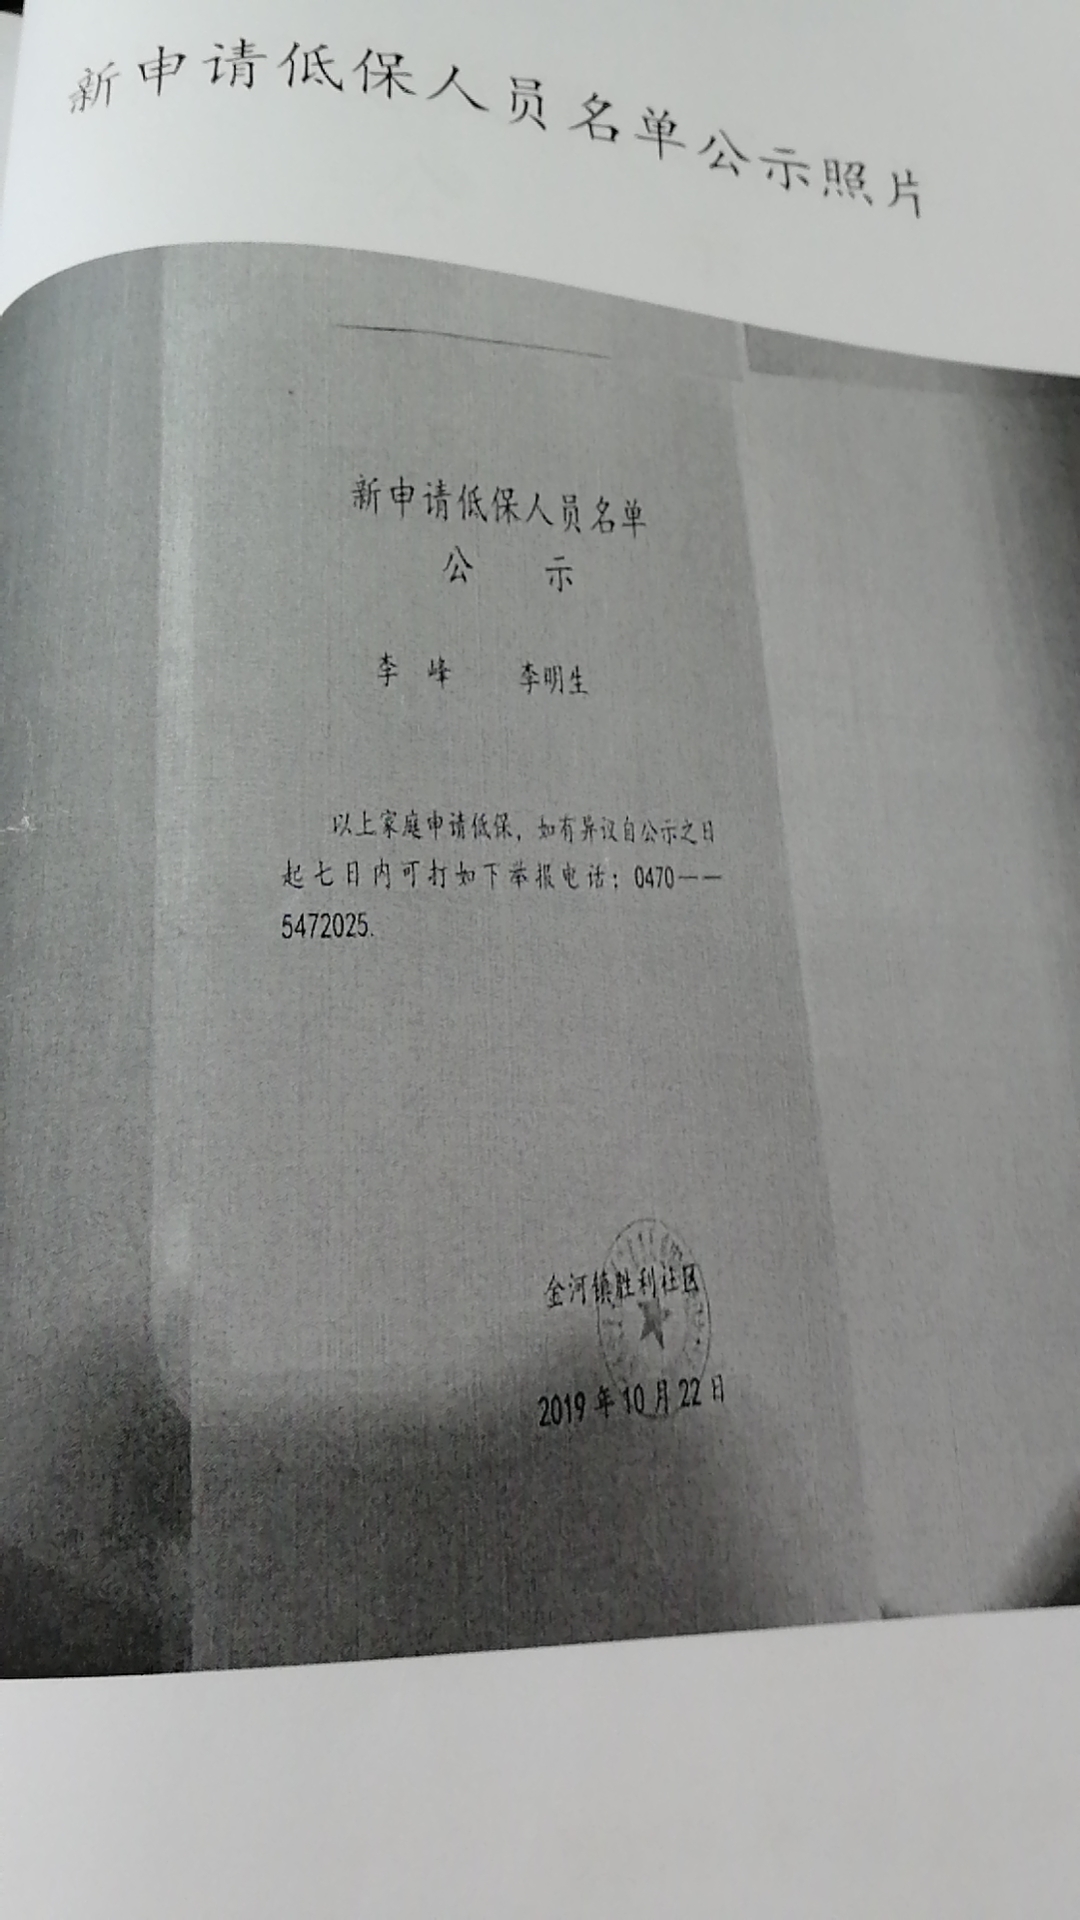 新申请低保人员名单公示照片
新申请低保人员名单
公 示
李 峰 李明生
以上家庭申请低保，如有异议自公示之日
起七日内可打如下举报电话：0470——
5472025.
金河镇胜利社区
2019年10月22日